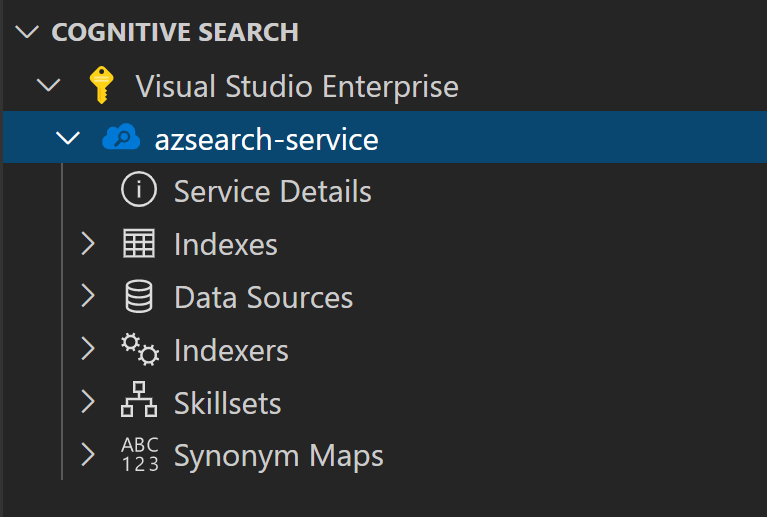 COGNITIVE SEARCH
Visual Studio Enterprise
azsearch-service
Service Details
Indexes
Data Sources
Indexers
Skillsets
ABC
123 Synonym Maps